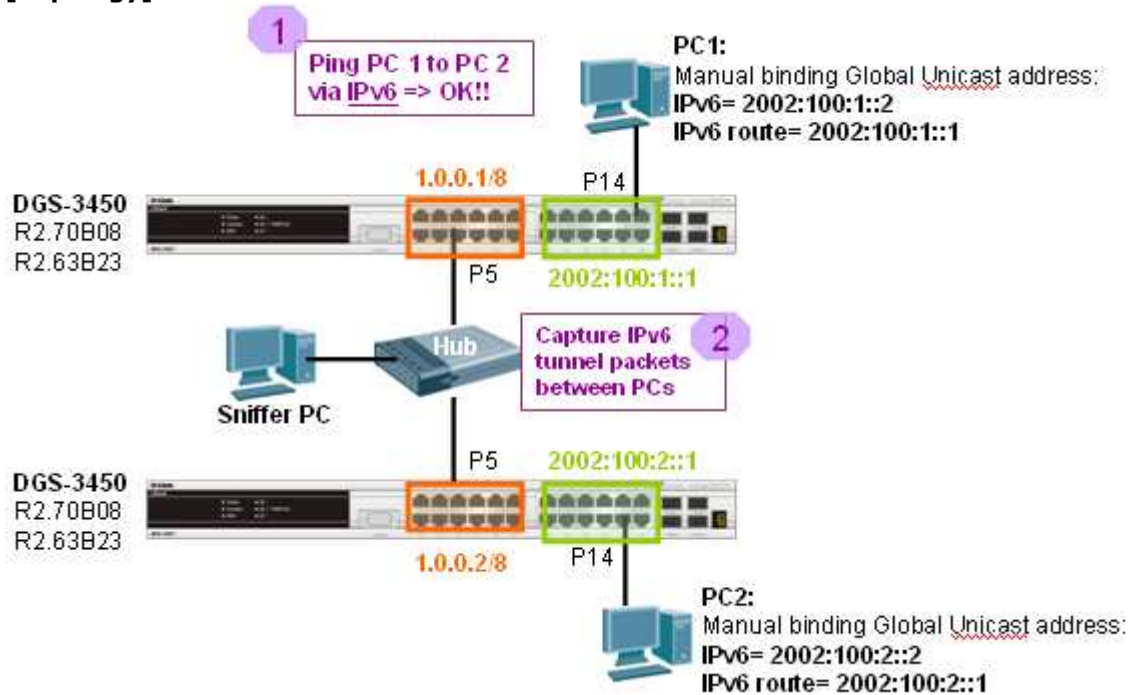 1
Ping PC 1 to PC 2
via IPv6 => OK!!
PC1:
Manual binding Global Unicast address:
IPv6= 2002:100:1::2
IPv6 route= 2002:100:1::1
1.0.0.1/8
P14
DGS-3450
R2.70B08
R2.63B23
P5
2002:100:1::1
Hub
Capture IPv6
tunnel packets
between PCs
2
Sniffer PC
P5
2002:100:2::1
DGS-3450
R2.70B08
R2.63B23
1.0.0.2/8
P14
PC2:
Manual binding Global Unicast address:
IPv6= 2002:100:2::2
IPv6 route= 2002:100:2::1